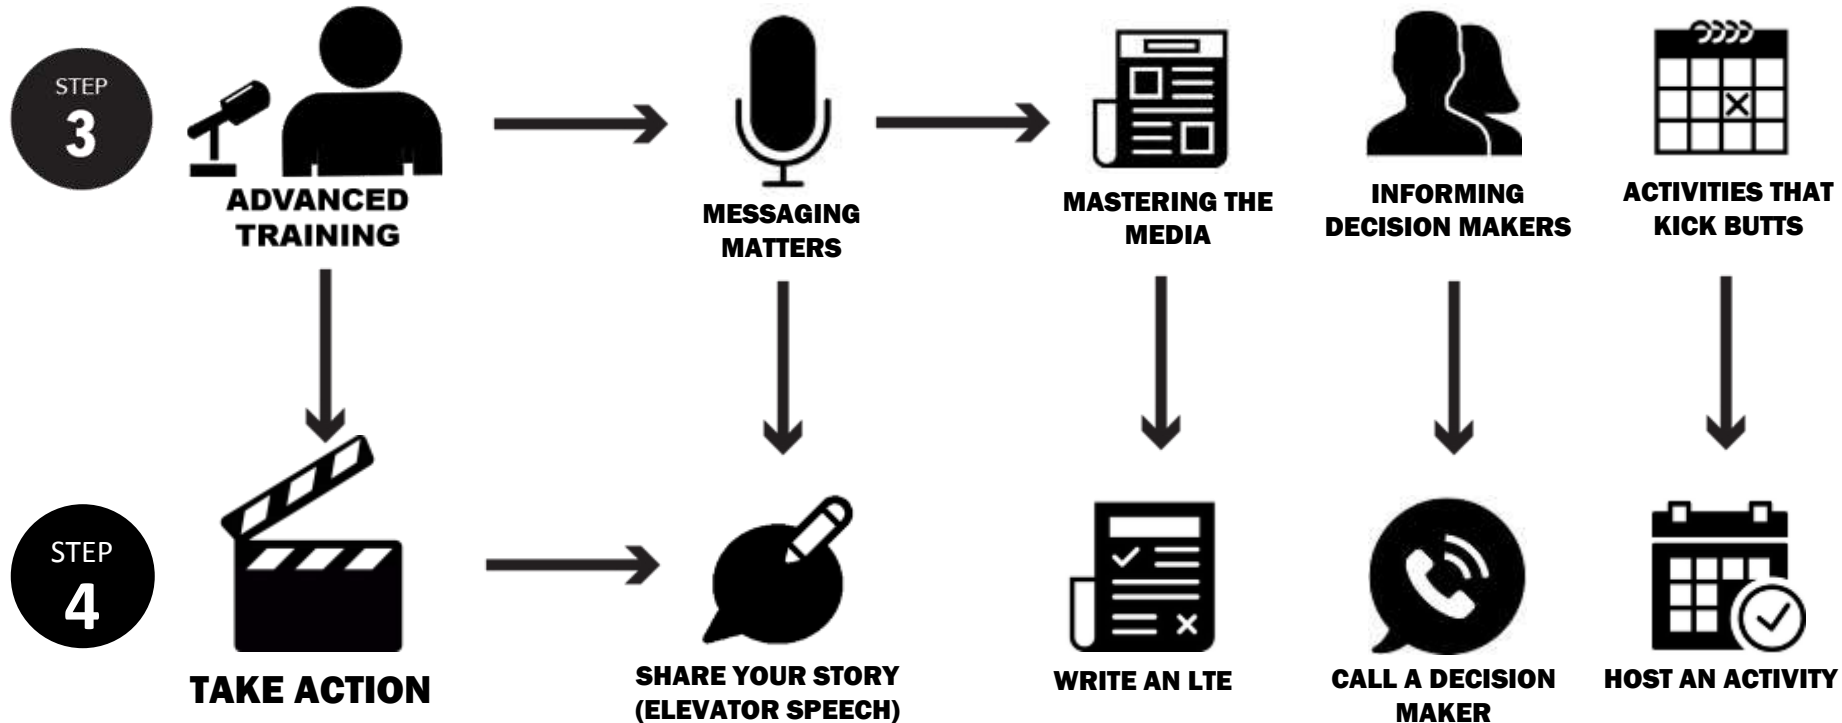 STEP
3
ADVANCED
TRAINING
MESSAGING
MATTERS
MASTERING THE
MEDIA
INFORMING
DECISION MAKERS
ACTIVITIES THAT
KICK BUTTS
STEP
4
TAKE ACTION
SHARE YOUR STORY
(ELEVATOR SPEECH)
WRITE AN LTE
CALL A DECISION
MAKER
HOST AN ACTIVITY